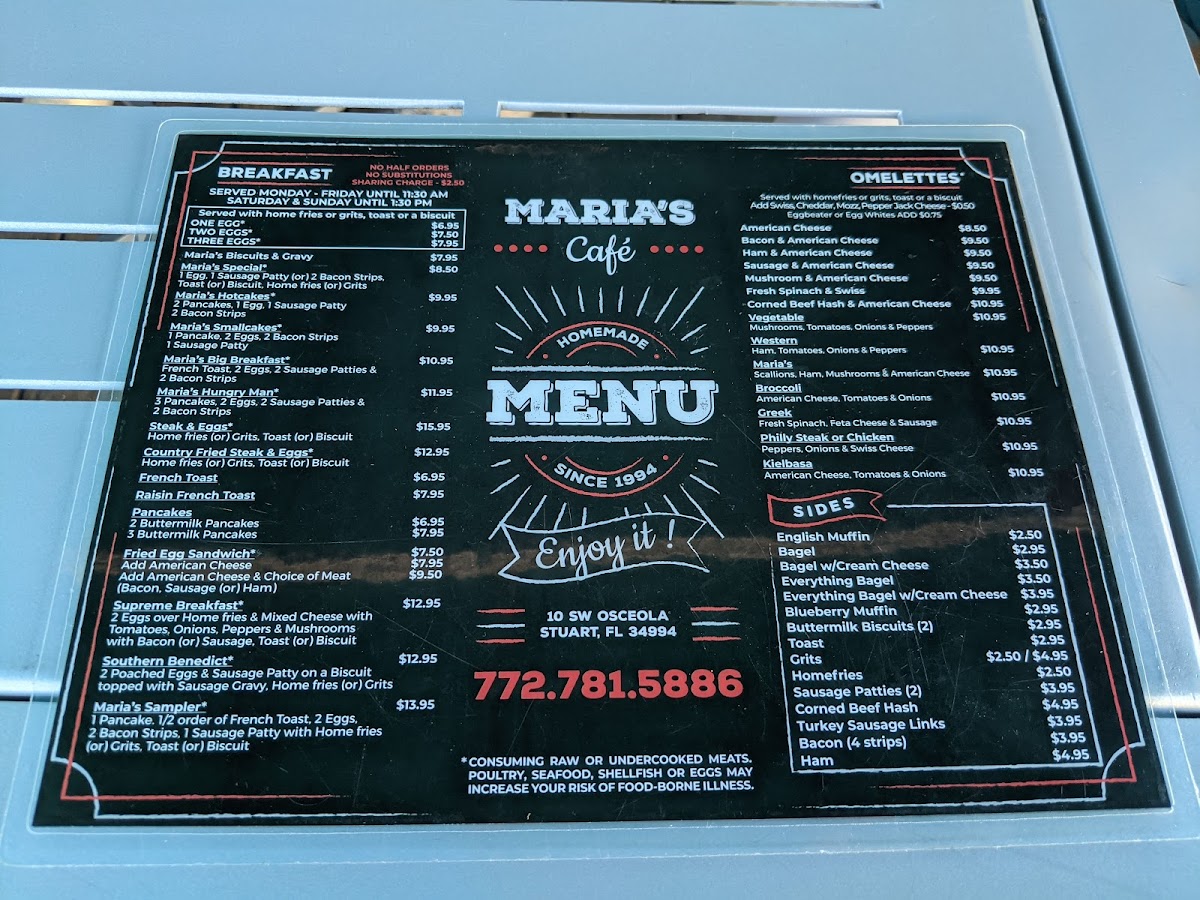 BREAKFAST
NO HALF ORDERS
NO SUBSTITUTIONS
SHARING CHARGE - $2.50
SERVED MONDAY - FRIDAY UNTIL 11:30 AM
SATURDAY & SUNDAY UNTIL 1:30 PM
Served with home fries or grits, toast or a biscuit
ONE EGG* $6.95
TWO EGGS* $7.50
THREE EGGS* $7.95
Maria's Biscuits & Gravy $7.95
Maria's Special* $8.50
1 Egg, 1 Sausage Patty (or) 2 Bacon Strips,
Toast (or) Biscuit, Home fries (or) Grits
Maria's Hotcakes* $9.95
2 Pancakes, 1 Egg, 1 Sausage Patty
2 Bacon Strips
Maria's Smallcakes* $9.95
1 Pancake, 2 Eggs, 2 Bacon Strips
1 Sausage Patty
Maria's Big Breakfast* $10.95
French Toast, 2 Eggs, 2 Sausage Patties &
2 Bacon Strips
Maria's Hungry Man* $11.95
3 Pancakes, 2 Eggs, 2 Sausage Patties &
2 Bacon Strips
Steak & Eggs* $15.95
Home fries (or) Grits, Toast (or) Biscuit
Country Fried Steak & Eggs* $12.95
Home fries (or) Grits, Toast (or) Biscuit
French Toast $6.95
Raisin French Toast $7.95
Pancakes
2 Buttermilk Pancakes $6.95
3 Buttermilk Pancakes $7.95
Fried Egg Sandwich* $7.50
Add American Cheese $7.95
Add American Cheese & Choice of Meat $9.50
(Bacon, Sausage (or) Ham)
Supreme Breakfast* $12.95
2 Eggs over Home fries & Mixed Cheese with
Tomatoes, Onions, Peppers & Mushrooms
with Bacon (or) Sausage, Toast (or) Biscuit
Southern Benedict* $12.95
2 Poached Eggs & Sausage Patty on a Biscuit
topped with Sausage Gravy, Home fries (or) Grits
Maria's Sampler* $13.95
1 Pancake. 1/2 order of French Toast, 2 Eggs,
2 Bacon Strips, 1 Sausage Patty with Home fries
(or) Grits, Toast (or) Biscuit
MARIA'S
Café
HOMEMADE
MENU
SINCE 1994
Enjoy it !
10 SW OSCEOLA
STUART, FL 34994
772.781.5886
*CONSUMING RAW OR UNDERCOOKED MEATS.
POULTRY, SEAFOOD, SHELLFISH OR EGGS MAY
INCREASE YOUR RISK OF FOOD-BORNE ILLNESS.
OMELETTES*
Served with homefries or grits, toast or a biscuit
Add Swiss, Cheddar, Mozz, Pepper Jack Cheese - $0.50
Eggbeater or Egg Whites ADD $0.75
American Cheese $8.50
Bacon & American Cheese $9.50
Ham & American Cheese $9.50
Sausage & American Cheese $9.50
Mushroom & American Cheese $9.50
Fresh Spinach & Swiss $9.95
Corned Beef Hash & American Cheese $10.95
Vegetable $10.95
Mushrooms, Tomatoes, Onions & Peppers
Western
Ham, Tomatoes, Onions & Peppers $10.95
Maria's
Scallions, Ham, Mushrooms & American Cheese $10.95
Broccoli
American Cheese, Tomatoes & Onions $10.95
Greek
Fresh Spinach, Feta Cheese & Sausage $10.95
Philly Steak or Chicken
Peppers, Onions & Swiss Cheese $10.95
Kielbasa
American Cheese, Tomatoes & Onions $10.95
SIDES
English Muffin $2.50
Bagel $2.95
Bagel w/Cream Cheese $3.50
Everything Bagel $3.50
Everything Bagel w/Cream Cheese $3.95
Blueberry Muffin $2.95
Buttermilk Biscuits (2) $2.95
Toast $2.95
Grits $2.50 / $4.95
Homefries $2.50
Sausage Patties (2) $3.95
Corned Beef Hash $4.95
Turkey Sausage Links $3.95
Bacon (4 strips) $3.95
Ham $4.95